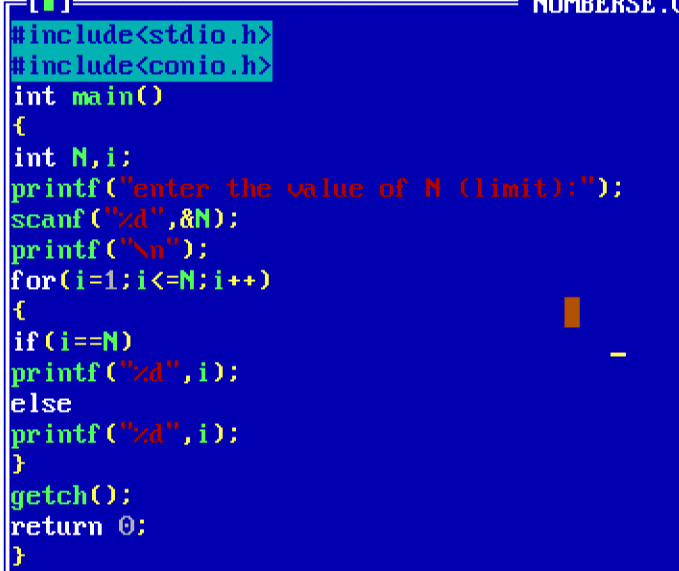 NUMBERSE.C
#include<stdio.h>
#include<conio.h>
int main()
{
int N,i;
printf("enter the value of N (limit):");
scanf("%d",&N);
printf("\n");
for(i=1;i<=N;i++)
{
if(i==N)
printf("%d",i);
else
printf("%d",i);
}
getch();
return 0;
}